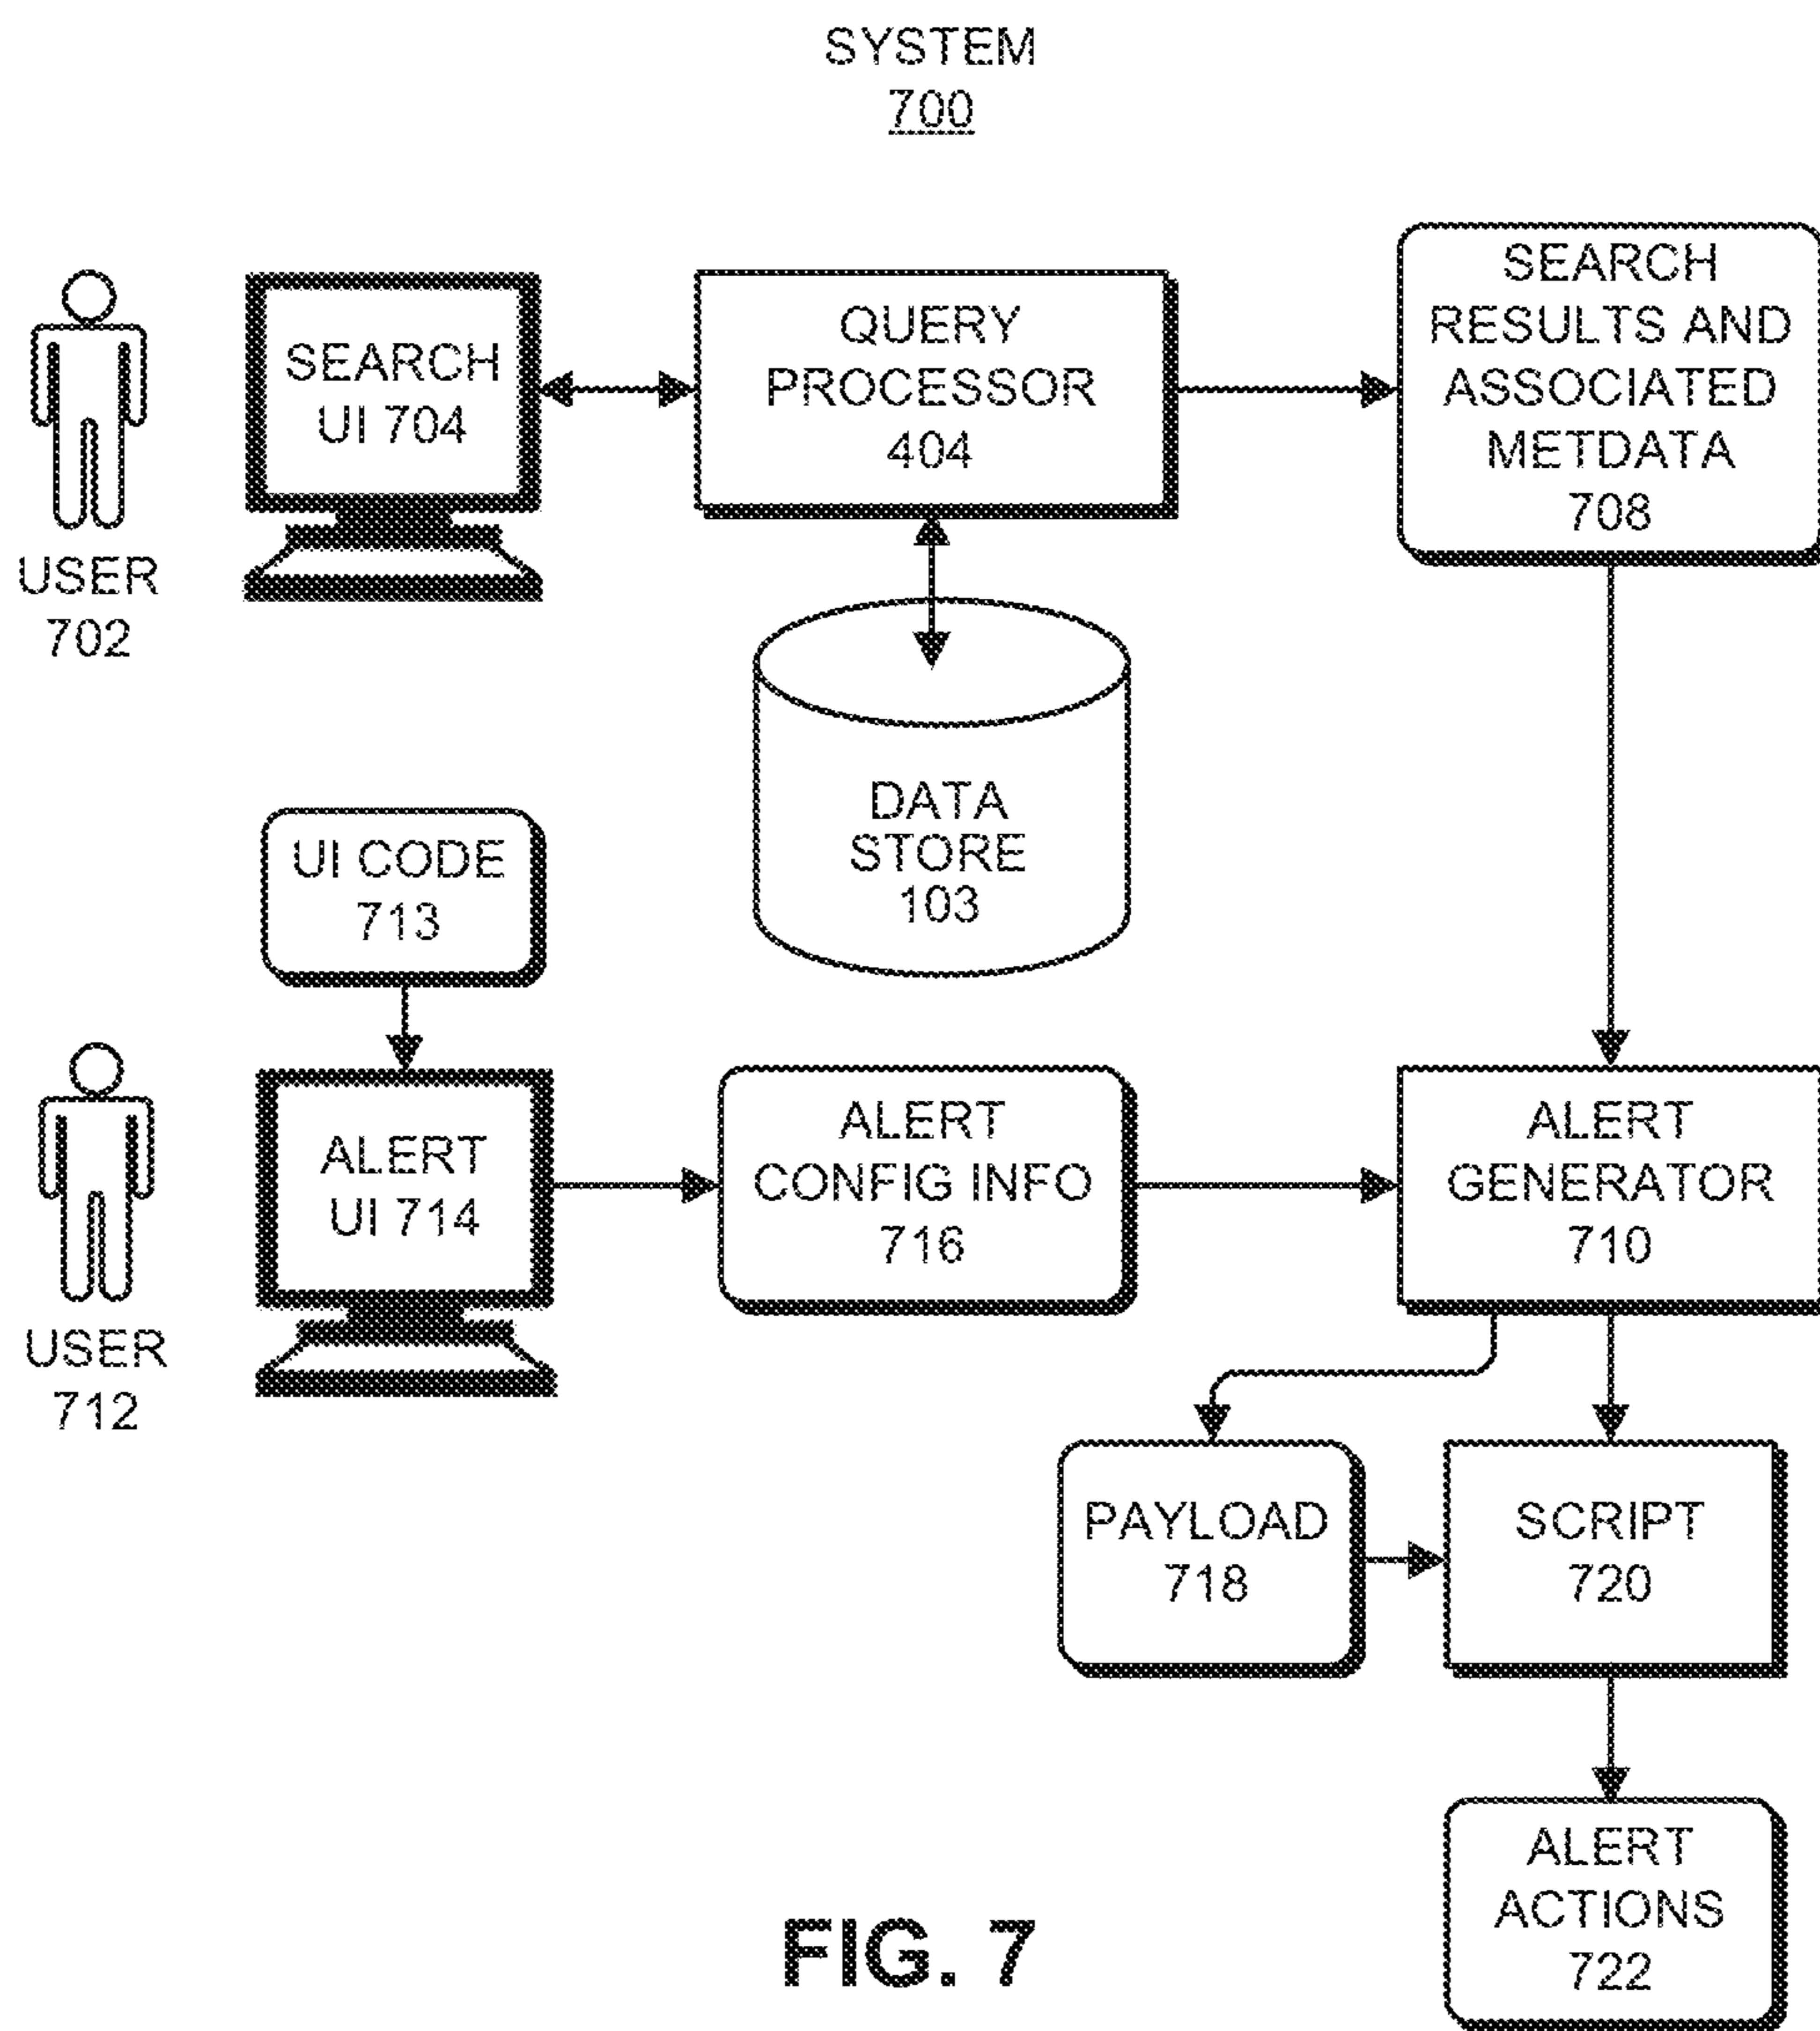 SYSTEM
700
SEARCH
UI 704
USER
702
QUERY
PROCESSOR
404
SEARCH
RESULTS AND
ASSOCIATED
METDATA
708
DATA
STORE
103
UI CODE
713
ALERT
UI 714
USER
712
ALERT
CONFIG INFO
716
ALERT
GENERATOR
710
PAYLOAD
718
SCRIPT
720
ALERT
ACTIONS
722
FIG. 7